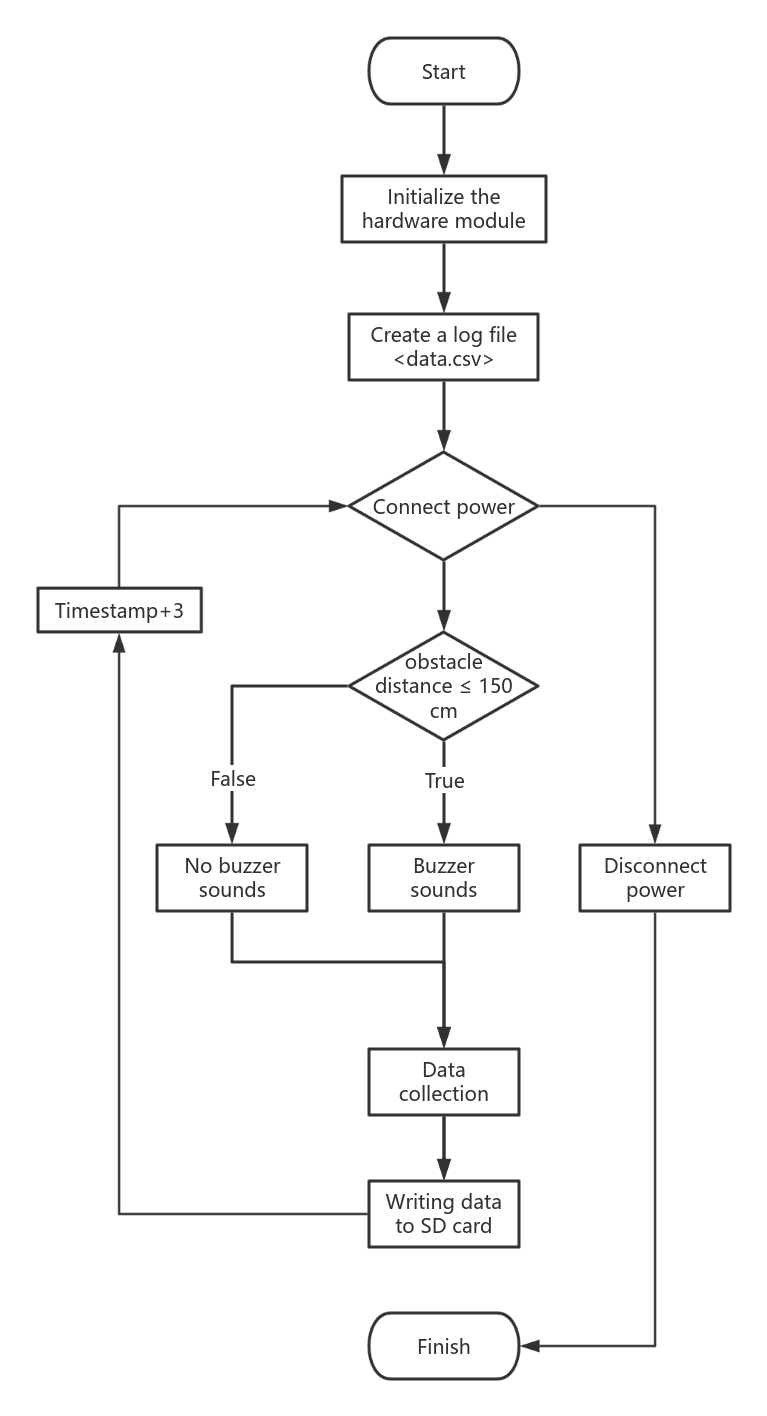 Start
Initialize the
hardware module
Create a log file
<data.csv>
Connect power
Timestamp+3
obstacle
distance ≤ 150
cm
False
True
No buzzer
sounds
Buzzer
sounds
Disconnect
power
Data
collection
Writing data
to SD card
Finish